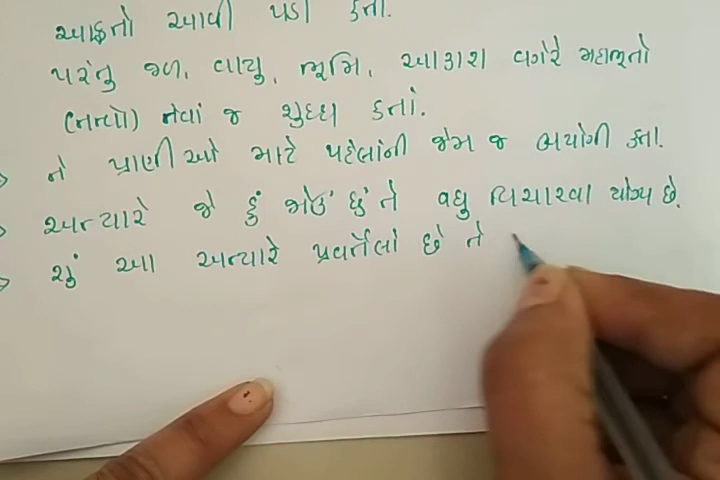 આફતો આવી પડી હતી.
પરંતુ જળ, વાયુ, ભૂમિ, આકાશ વગેરે મહાભૂતો
(તત્વો) તેવાં જ શુધ્ધ હતાં.
તે પ્રાણીઓ માટે પહેલાંની જેમ જ ઉપયોગી હતા.
અત્યારે જે હું જોઉં છું તે વધુ વિચારવા યોગ્ય છે.
શું આ અત્યારે પ્રવર્તેલો છે તે